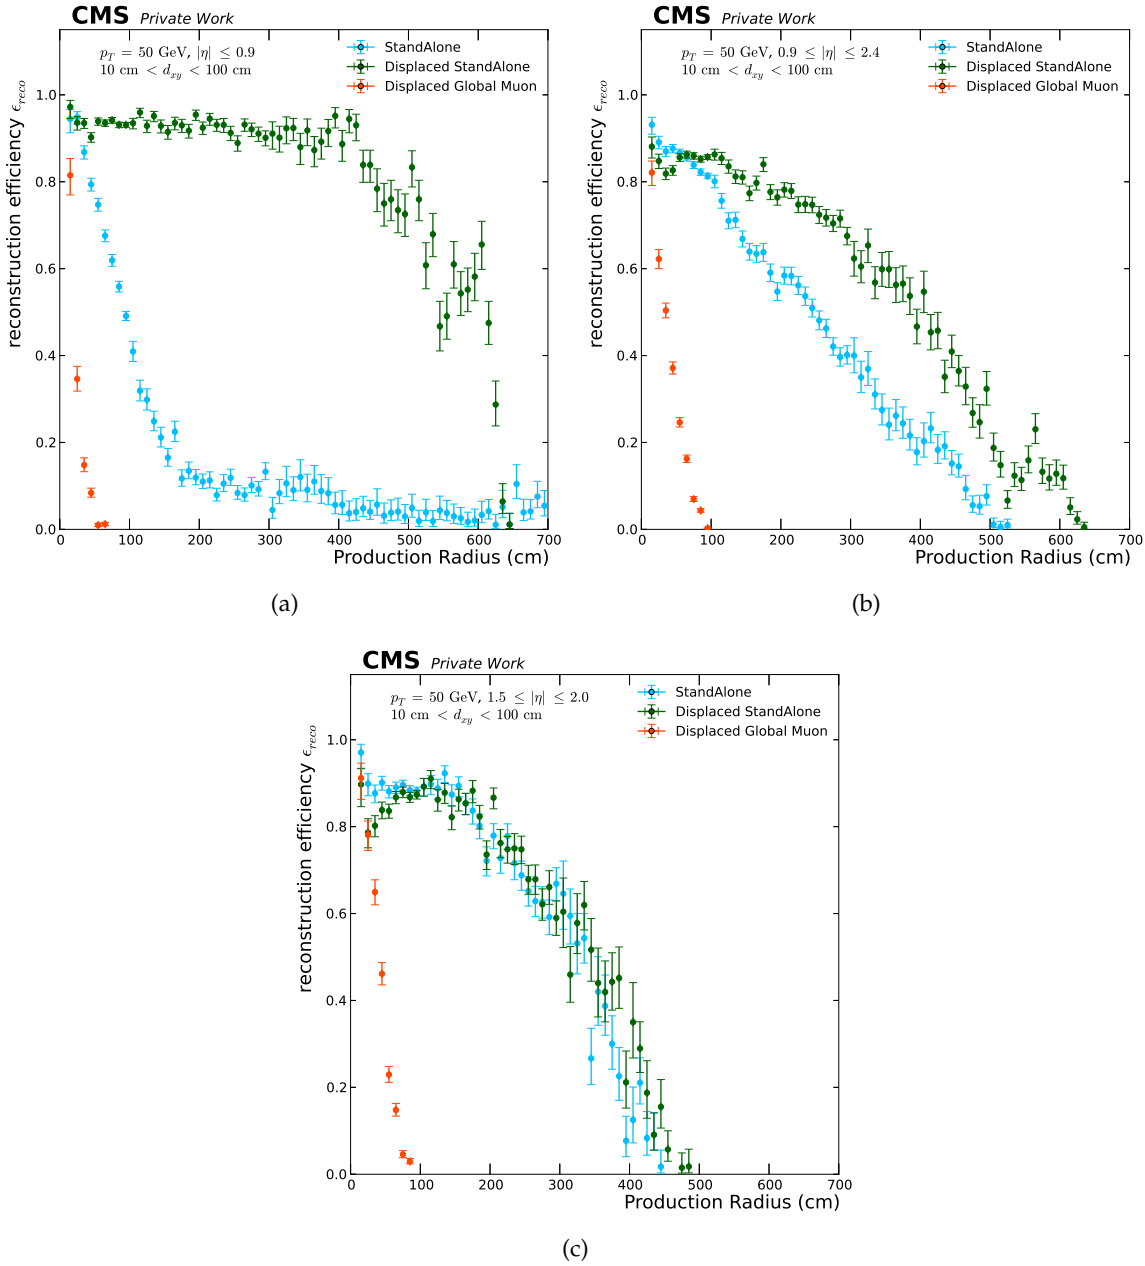 CMS Private Work
p_T = 50 GeV, |η| ≤ 0.9
10 cm < d_xy < 100 cm
StandAlone
Displaced StandAlone
Displaced Global Muon
reconstruction efficiency ϵ_reco
1.0
0.8
0.6
0.4
0.2
0.0
0 100 200 300 400 500 600 700
Production Radius (cm)
(a)
CMS Private Work
p_T = 50 GeV, 0.9 ≤ |η| ≤ 2.4
10 cm < d_xy < 100 cm
StandAlone
Displaced StandAlone
Displaced Global Muon
reconstruction efficiency ϵ_reco
1.0
0.8
0.6
0.4
0.2
0.0
0 100 200 300 400 500 600 700
Production Radius (cm)
(b)
CMS Private Work
p_T = 50 GeV, 1.5 ≤ |η| ≤ 2.0
10 cm < d_xy < 100 cm
StandAlone
Displaced StandAlone
Displaced Global Muon
reconstruction efficiency ϵ_reco
1.0
0.8
0.6
0.4
0.2
0.0
0 100 200 300 400 500 600 700
Production Radius (cm)
(c)